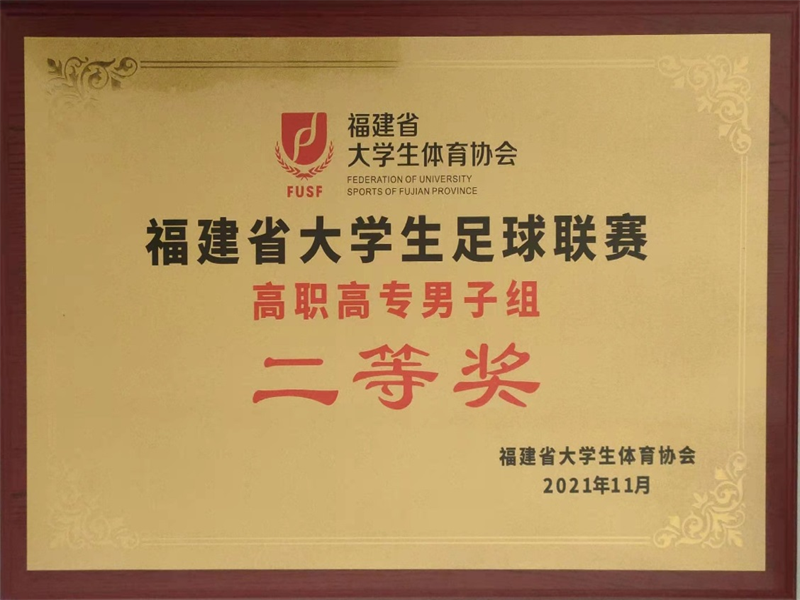 福建省
大学生体育协会
FEDERATION OF UNIVERSITY
SPORTS OF FUJIAN PROVINCE
FUSF
福建省大学生足球联赛
高职高专男子组
二等奖
福建省大学生体育协会
2021年11月